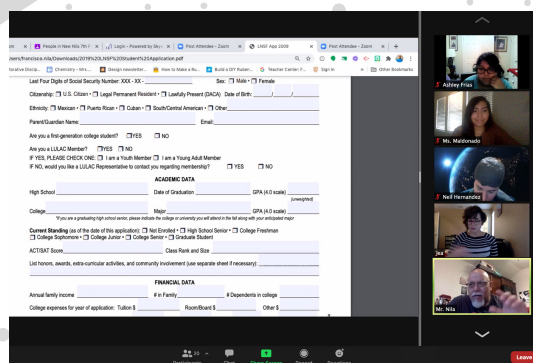 People in New Nila 7th P
Login - Powered by Skyw
Post Attendee - Zoom
LNSF App 2009
Post Attendee - Zoom
sers/francisco.nila/Downloads/2019%20LNSF%20Student%20Application.pdf
Chemistry - Mrs.
Design newsletter...
How to Make a Ru...
Build a DIY Fulam...
Teacher Center: F...
Sign in
Other Bookmarks
Last Four Digits of Social Security Number: XXX - XX -
Sex: Male • Female
Citizenship: U.S. Citizen • Legal Permanent Resident • Lawfully Present (DACA) Date of Birth: / /
Ethnicity: Mexican • Puerto Rican • Cuban • South/Central American • Other
Parent/Guardian Name: Email:
Are you a first-generation college student? YES NO
Are you a LULAC Member? YES NO
IF YES, PLEASE CHECK ONE: I am a Youth Member I am a Young Adult Member
IF NO, would you like a LULAC Representative to contact you regarding membership? YES NO
ACADEMIC DATA
High School Date of Graduation GPA (4.0 scale)
(unweighted)
College Major GPA (4.0 scale)
*If you are a graduating high school senior, please indicate the college or university you will attend in the fall along with your anticipated major
Current Standing (as of the date of this application): Not Enrolled • High School Senior • College Freshman
College Sophomore • College Junior • College Senior • Graduate Student
ACT/SAT Score Class Rank and Size
List honors, awards, extra-curricular activities, and community involvement (use separate sheet if necessary):
FINANCIAL DATA
Annual family income # in Family # Dependents in college
College expenses for year of application: Tuition $ Room/Board $ Other $
Ashley Frias
Ms. Maldonado
Neil Hernandez
Mr. Nila
Leave